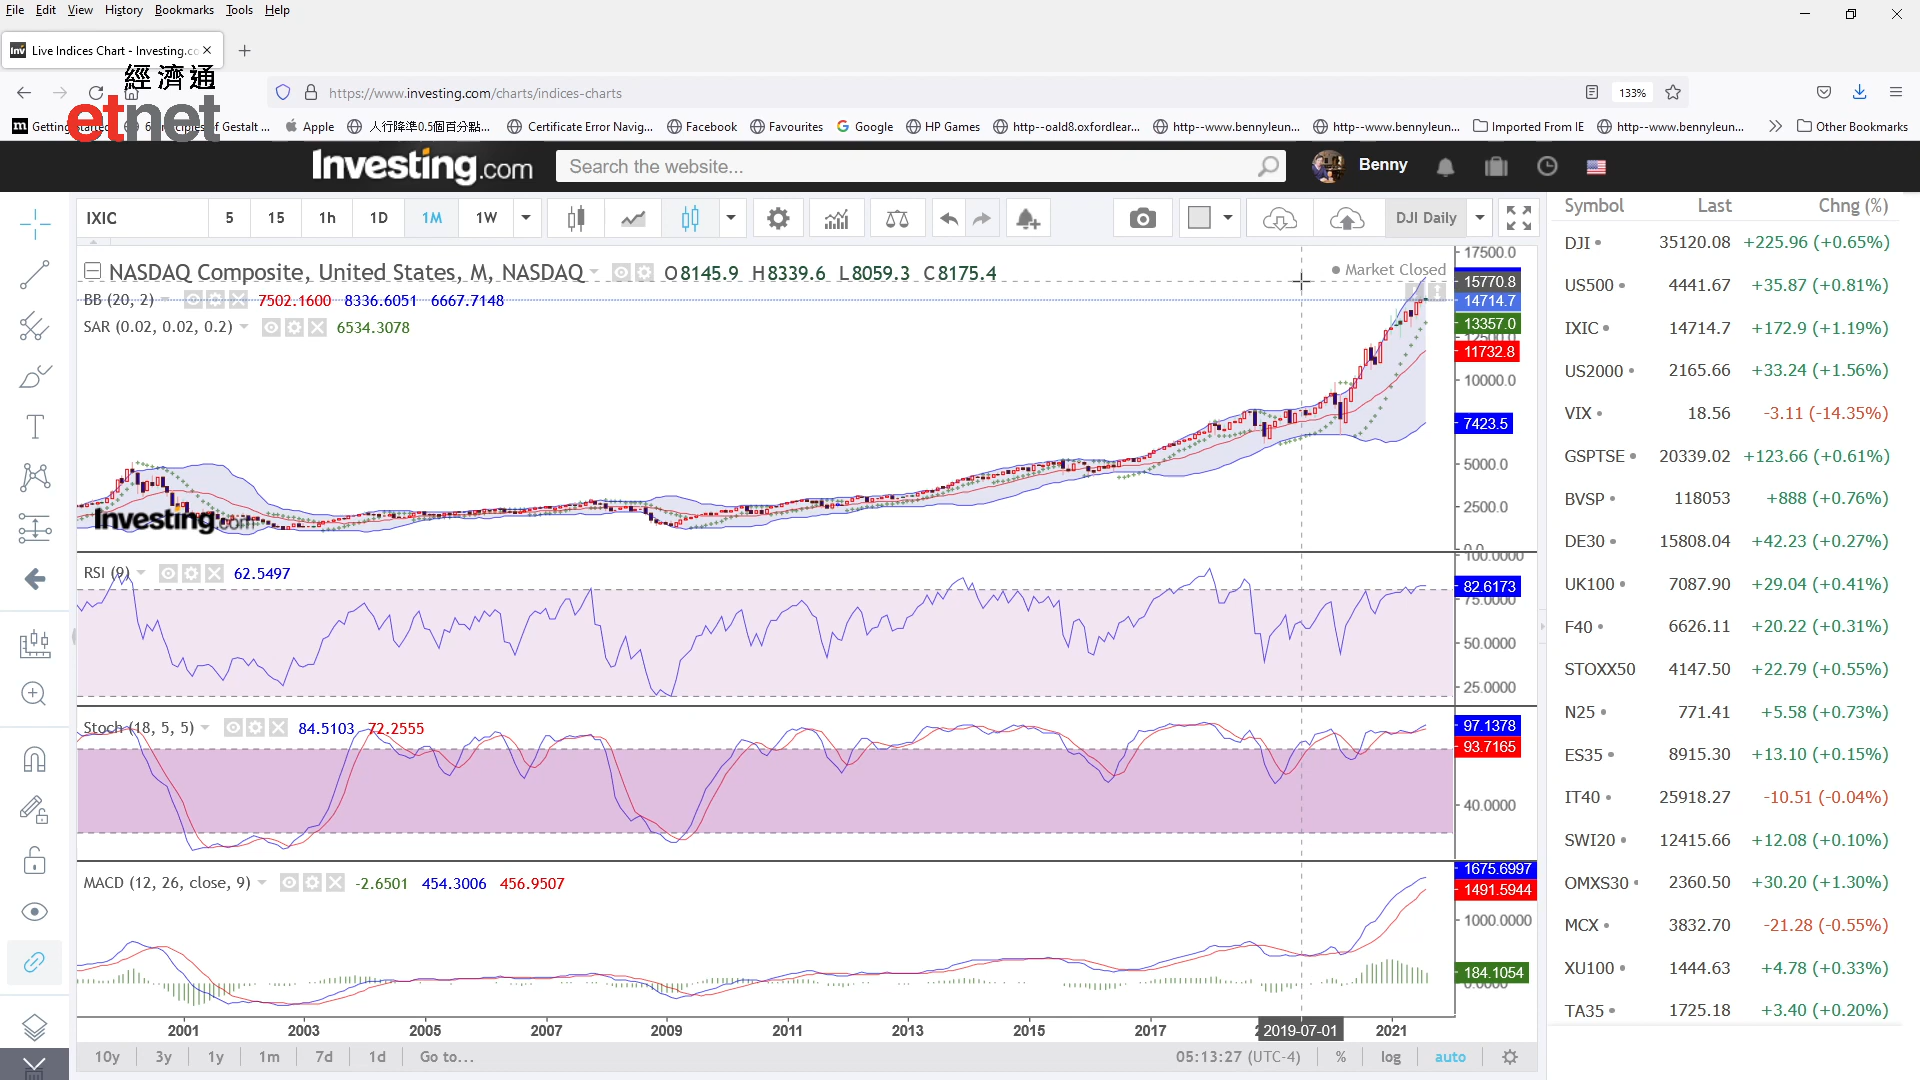 File Edit View History Bookmarks Tools Help
Live Indices Chart - Investing.co
經濟通
etnet
https://www.investing.com/charts/indices-charts
133%
Getting Started
Gestalt ...
Apple
人行降準0.5個百分點...
Certificate Error Navig...
Facebook
Favourites
Google
HP Games
http--oald8.oxfordlear...
http--www.bennyleun...
http--www.bennyleun...
Imported From IE
http--www.bennyleun...
Other Bookmarks
Investing.com
Search the website...
Benny
IXIC 5 15 1h 1D 1M 1W
DJI Daily
NASDAQ Composite, United States, M, NASDAQ O8145.9 H8339.6 L8059.3 C8175.4
Market Closed
BB (20, 2) 7502.1600 8336.6051 6667.7148
SAR (0.02, 0.02, 0.2) 6534.3078
17500.0
15770.8
14714.7
13357.0
12500.0
11732.8
10000.0
7423.5
5000.0
2500.0
0.0
Investing.com
RSI (9) 62.5497
100.0000
82.6173
75.0000
50.0000
25.0000
Stoch (18, 5, 5) 84.5103 72.2555
97.1378
93.7165
40.0000
MACD (12, 26, close, 9) -2.6501 454.3006 456.9507
1675.6997
1491.5944
1000.0000
184.1054
0.0000
2001 2003 2005 2007 2009 2011 2013 2015 2017 2019-07-01 2021
10y 3y 1y 1m 7d 1d Go to...
05:13:27 (UTC-4) % log auto
Symbol Last Chng (%)
DJI 35120.08 +225.96 (+0.65%)
US500 4441.67 +35.87 (+0.81%)
IXIC 14714.7 +172.9 (+1.19%)
US2000 2165.66 +33.24 (+1.56%)
VIX 18.56 -3.11 (-14.35%)
GSPTSE 20339.02 +123.66 (+0.61%)
BVSP 118053 +888 (+0.76%)
DE30 15808.04 +42.23 (+0.27%)
UK100 7087.90 +29.04 (+0.41%)
F40 6626.11 +20.22 (+0.31%)
STOXX50 4147.50 +22.79 (+0.55%)
N25 771.41 +5.58 (+0.73%)
ES35 8915.30 +13.10 (+0.15%)
IT40 25918.27 -10.51 (-0.04%)
SWI20 12415.66 +12.08 (+0.10%)
OMXS30 2360.50 +30.20 (+1.30%)
MCX 3832.70 -21.28 (-0.55%)
XU100 1444.63 +4.78 (+0.33%)
TA35 1725.18 +3.40 (+0.20%)